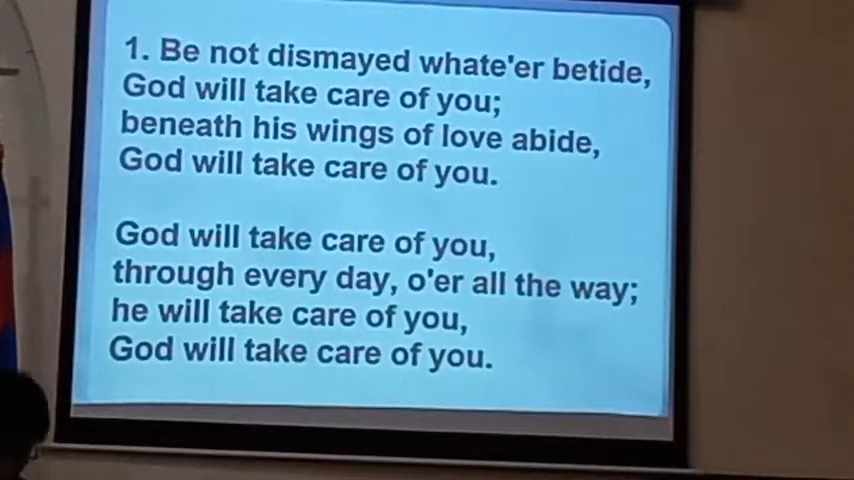 1. Be not dismayed whate'er betide,
God will take care of you;
beneath his wings of love abide,
God will take care of you.
God will take care of you,
through every day, o'er all the way;
he will take care of you,
God will take care of you.